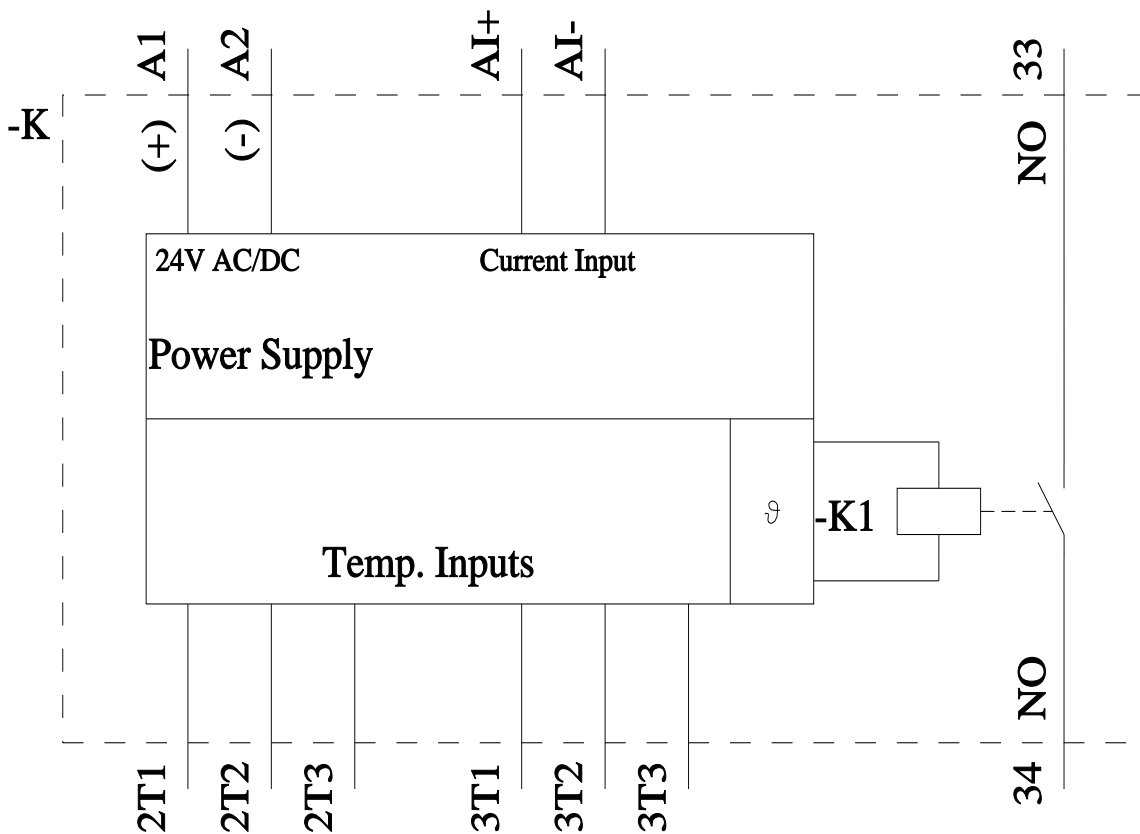 A1
A2
AI+
AI-
33
-K
(+)
(-)
NO
24V AC/DC
Current Input
Power Supply
ϑ
-K1
Temp. Inputs
NO
2T1
2T2
2T3
3T1
3T2
3T3
34